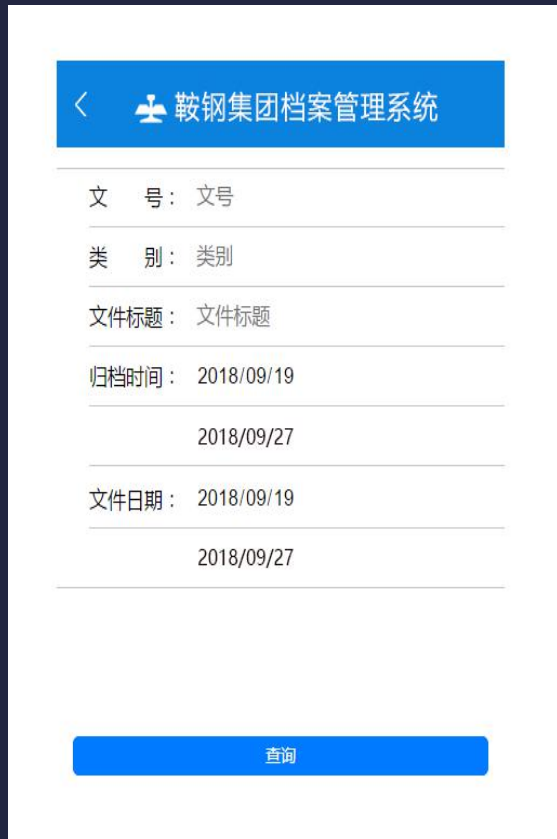 鞍钢集团档案管理系统
文 号： 文号
类 别： 类别
文件标题： 文件标题
归档时间： 2018/09/19
2018/09/27
文件日期： 2018/09/19
2018/09/27
查询